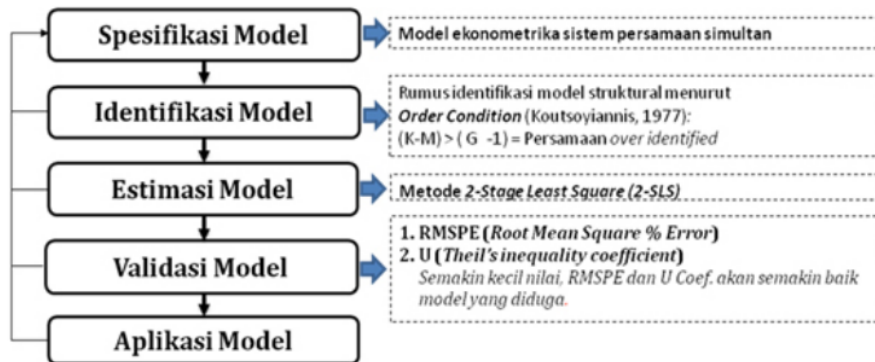 Spesifikasi Model
Model ekonometrika sistem persamaan simultan
Identifikasi Model
Rumus identifikasi model struktural menurut
Order Condition (Koutsoyiannis, 1977):
(K-M) > ( G -1) = Persamaan over identified
Estimasi Model
Metode 2-Stage Least Square (2-SLS)
Validasi Model
1. RMSPE (Root Mean Square % Error)
2. U (Theil's inequality coefficient)
Semakin kecil nilai, RMSPE dan U Coef. akan semakin baik
model yang diduga.
Aplikasi Model